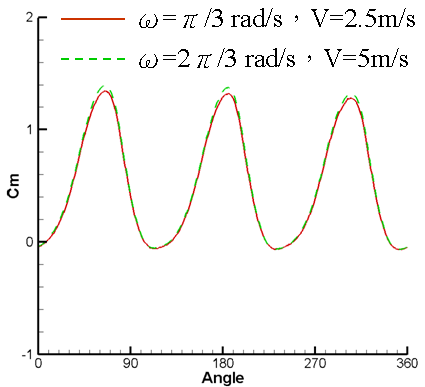 ω=π/3 rad/s，V=2.5m/s
ω=2π/3 rad/s，V=5m/s
2
1
0
-1
Cm
0 90 180 270 360
Angle